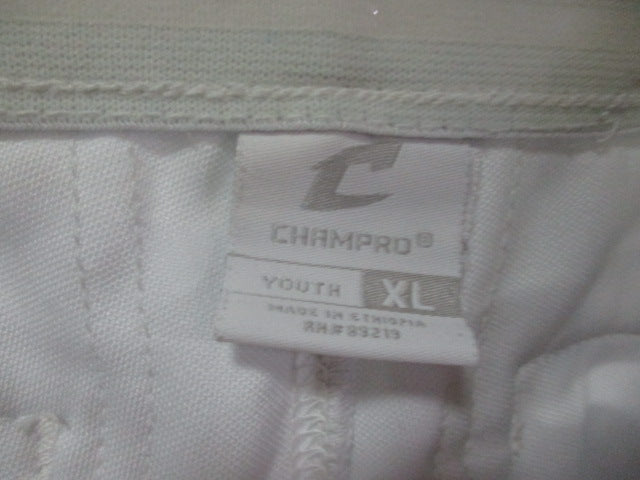 C
CHAMPRO®
YOUTH XL
MADE IN ETHIOPIA
RN# 89219